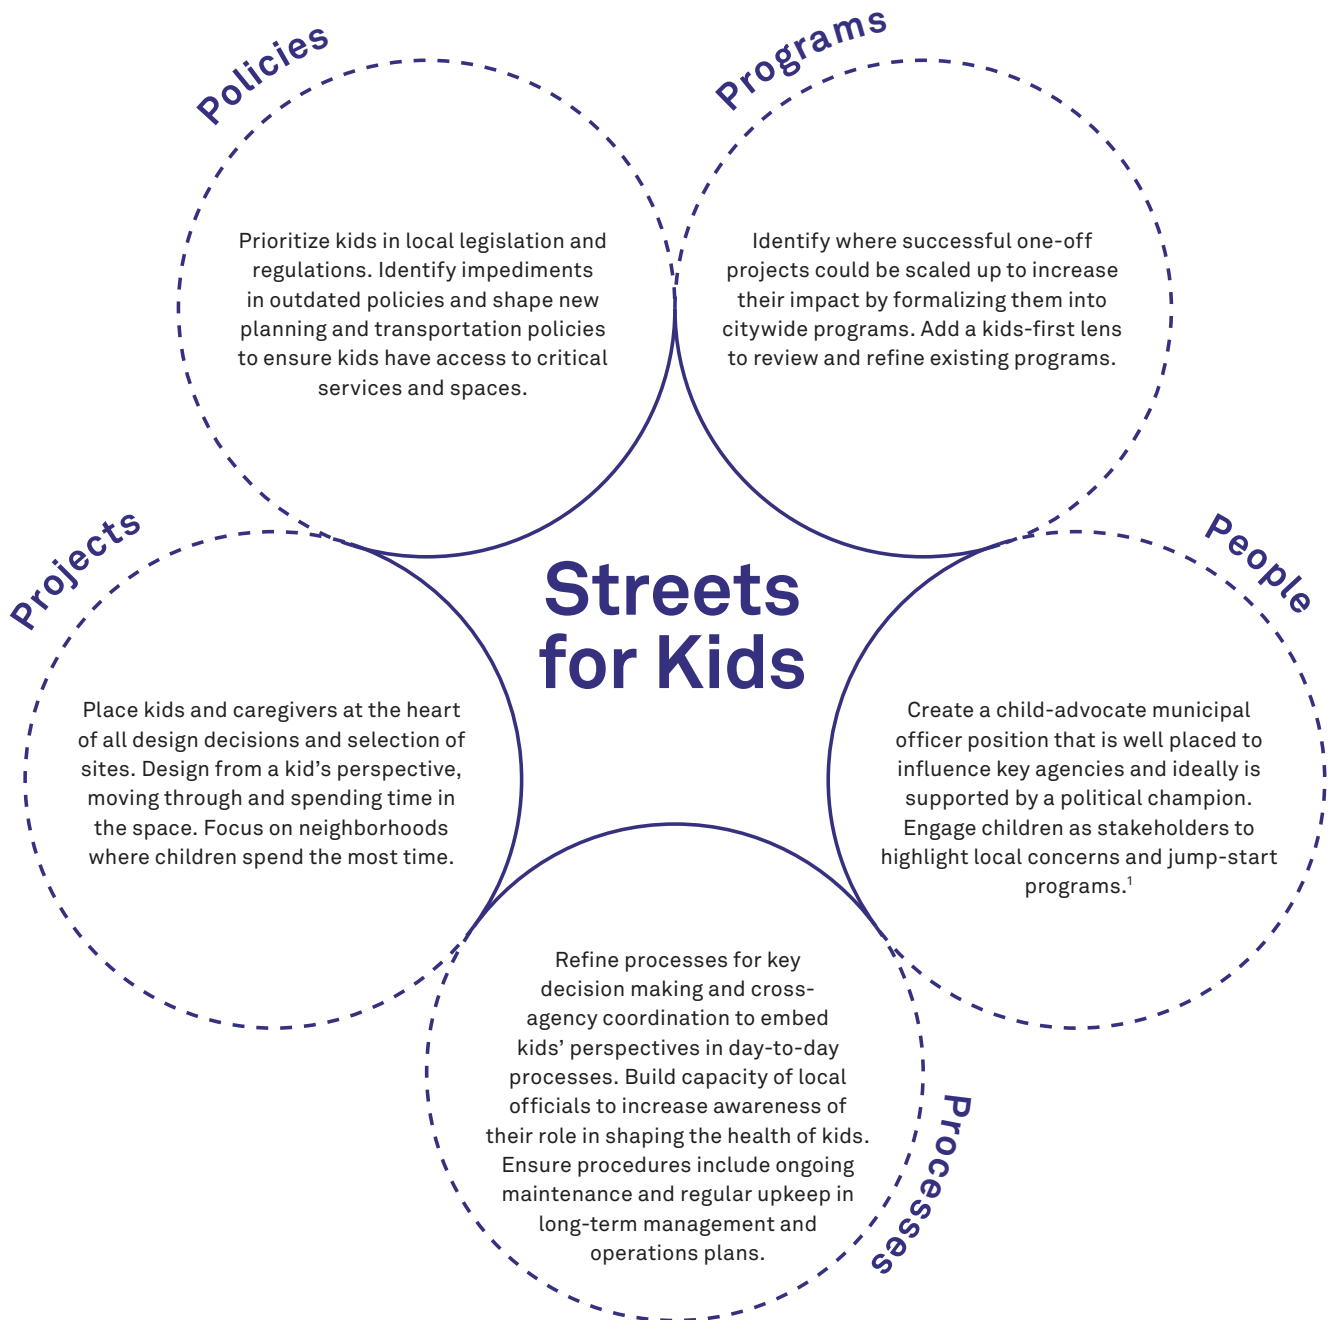 Policies
Prioritize kids in local legislation and
regulations. Identify impediments
in outdated policies and shape new
planning and transportation policies
to ensure kids have access to critical
services and spaces.
Programs
Identify where successful one-off
projects could be scaled up to increase
their impact by formalizing them into
citywide programs. Add a kids-first lens
to review and refine existing programs.
Streets
for Kids
Projects
Place kids and caregivers at the heart
of all design decisions and selection of
sites. Design from a kid’s perspective,
moving through and spending time in
the space. Focus on neighborhoods
where children spend the most time.
People
Create a child-advocate municipal
officer position that is well placed to
influence key agencies and ideally is
supported by a political champion.
Engage children as stakeholders to
highlight local concerns and jump-start
programs.¹
Processes
Refine processes for key
decision making and cross-
agency coordination to embed
kids’ perspectives in day-to-day
processes. Build capacity of local
officials to increase awareness of
their role in shaping the health of kids.
Ensure procedures include ongoing
maintenance and regular upkeep in
long-term management and
operations plans.